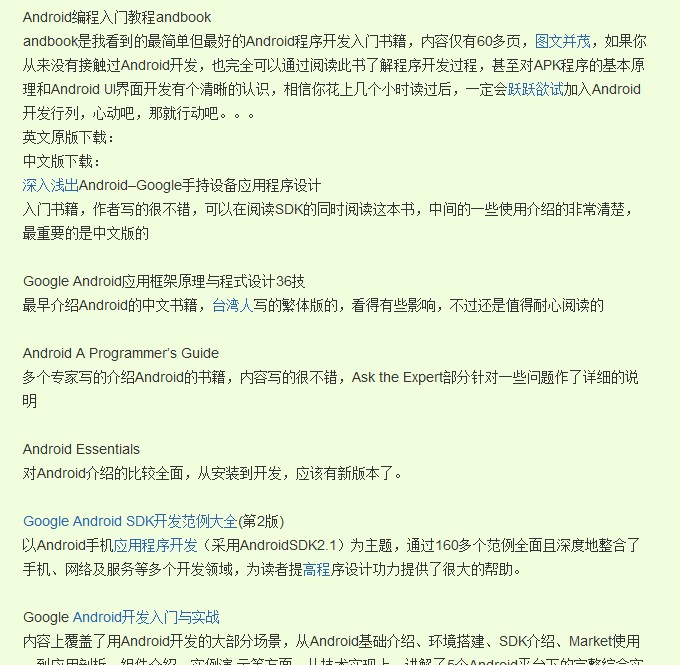 Android编程入门教程andbook
andbook是找看到的最简单但最好的Android程序开发入门书籍，内容仅有60多页，图文并茂，如果你
从来没有接触过Android开发，也完全可以通过阅读此书了解程序开发过程，甚至对APK程序的基本原
理和Android UI界面开发有个清晰的认识，相信你花上几个小时读过后，一定会跃跃欲试加入Android
开发行列，心动吧，那就行动吧。。。
英文原版下载：
中文版下载：
深入浅出Android–Google手持设备应用程序设计
入门书籍，作者写的很不错，可以在阅读SDK的同时阅读这本书，中间的一些使用介绍的非常清楚，
最重要的是中文版的
Google Android应用框架原理与程式设计36技
最早介绍Android的中文书籍，台湾人写的繁体版的，看得有些影响，不过还是值得耐心阅读的
Android A Programmer’s Guide
多个专家写的介绍Android的书籍，内容写的很不错，Ask the Expert部分针对一些问题作了详细的说
明
Android Essentials
对Android介绍的比较全面，从安装到开发，应该有新版本了。
Google Android SDK开发范例大全(第2版)
以Android手机应用程序开发（采用AndroidSDK2.1）为主题，通过160多个范例全面且深度地整合了
手机、网络及服务等多个开发领域，为读者提高程序设计功力提供了很大的帮助。
Google Android开发入门与实战
内容上覆盖了用Android开发的大部分场景，从Android基础介绍、环境搭建、SDK介绍、Market使用